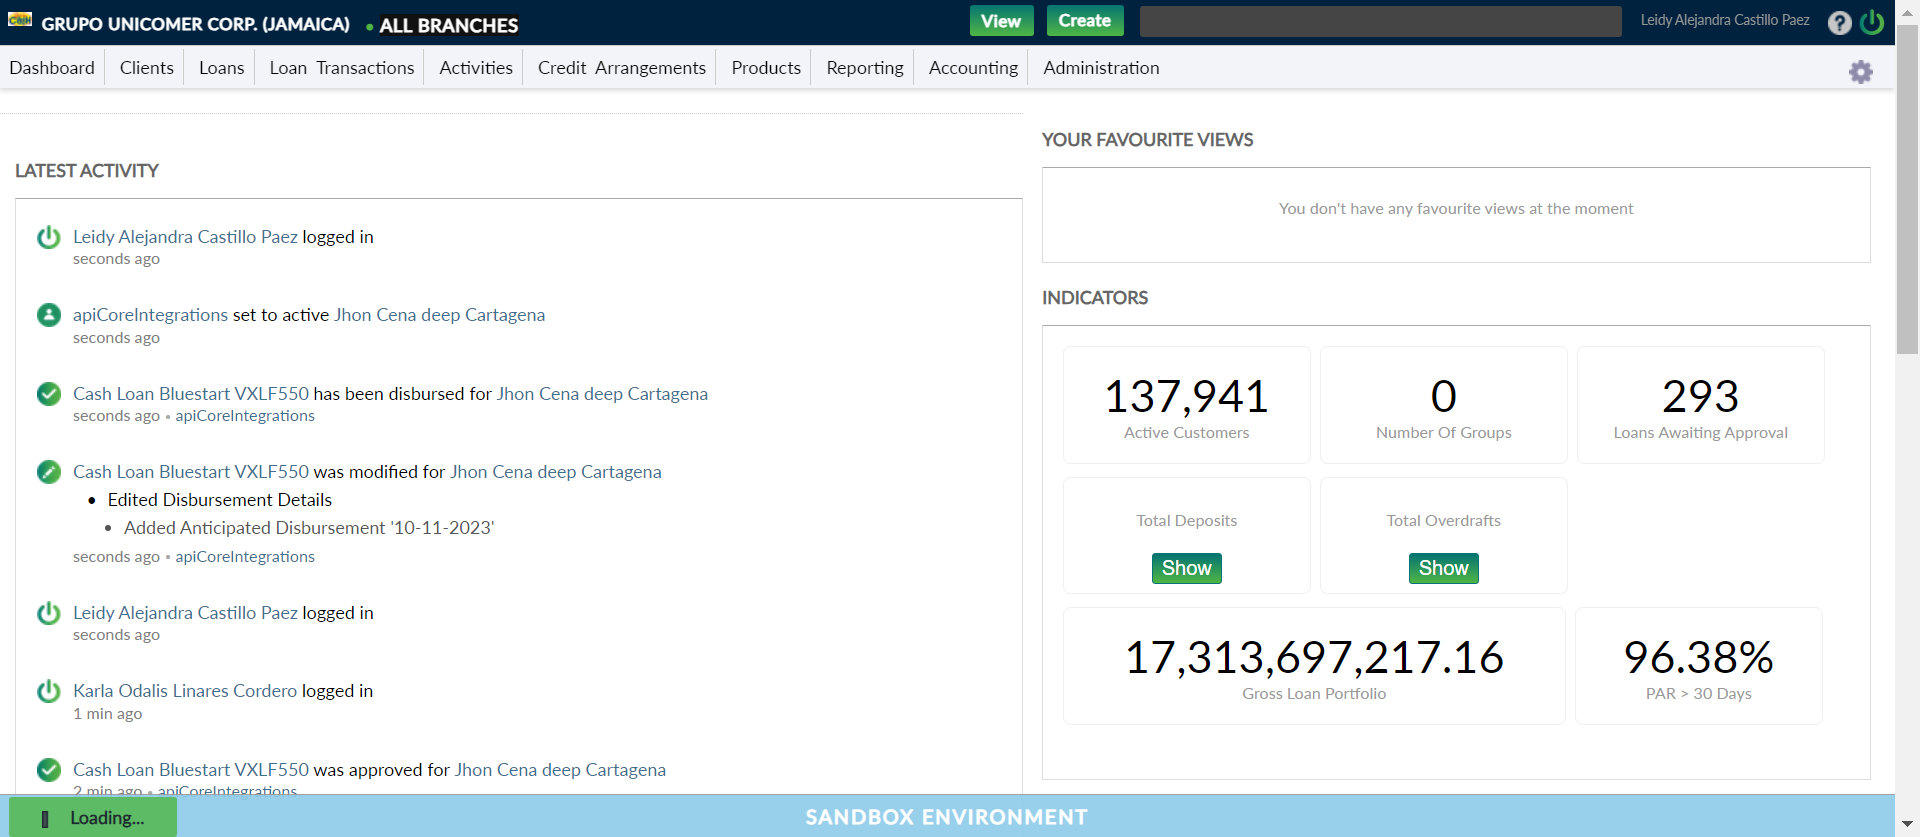 Cash
GRUPO UNICOMER CORP. (JAMAICA) • ALL BRANCHES
View
Create
Leidy Alejandra Castillo Paez
?
Dashboard
Clients
Loans
Loan Transactions
Activities
Credit Arrangements
Products
Reporting
Accounting
Administration
LATEST ACTIVITY
Leidy Alejandra Castillo Paez logged in
seconds ago
apiCoreIntegrations set to active Jhon Cena deep Cartagena
seconds ago
Cash Loan Bluestart VXLF550 has been disbursed for Jhon Cena deep Cartagena
seconds ago • apiCoreIntegrations
Cash Loan Bluestart VXLF550 was modified for Jhon Cena deep Cartagena
• Edited Disbursement Details
• Added Anticipated Disbursement '10-11-2023'
seconds ago • apiCoreIntegrations
Leidy Alejandra Castillo Paez logged in
seconds ago
Karla Odalis Linares Cordero logged in
1 min ago
Cash Loan Bluestart VXLF550 was approved for Jhon Cena deep Cartagena
2 min ago • apiCoreIntegrations
YOUR FAVOURITE VIEWS
You don't have any favourite views at the moment
INDICATORS
137,941
Active Customers
0
Number Of Groups
293
Loans Awaiting Approval
Total Deposits
Show
Total Overdrafts
Show
17,313,697,217.16
Gross Loan Portfolio
96.38%
PAR > 30 Days
Loading...
SANDBOX ENVIRONMENT